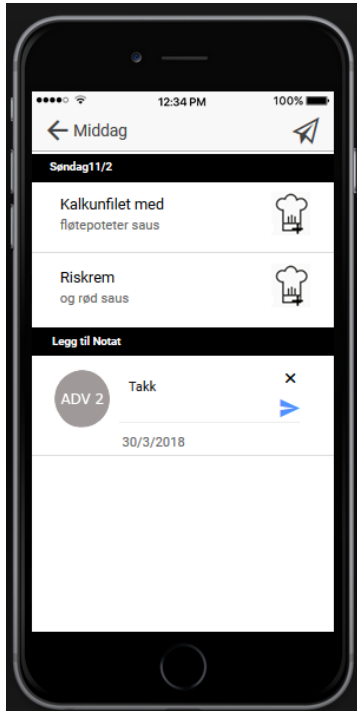 12:34 PM
100%
Middag
Søndag11/2
Kalkunfilet med
fløtepoteter saus
Riskrem
og rød saus
Legg til Notat
ADV 2
Takk
30/3/2018